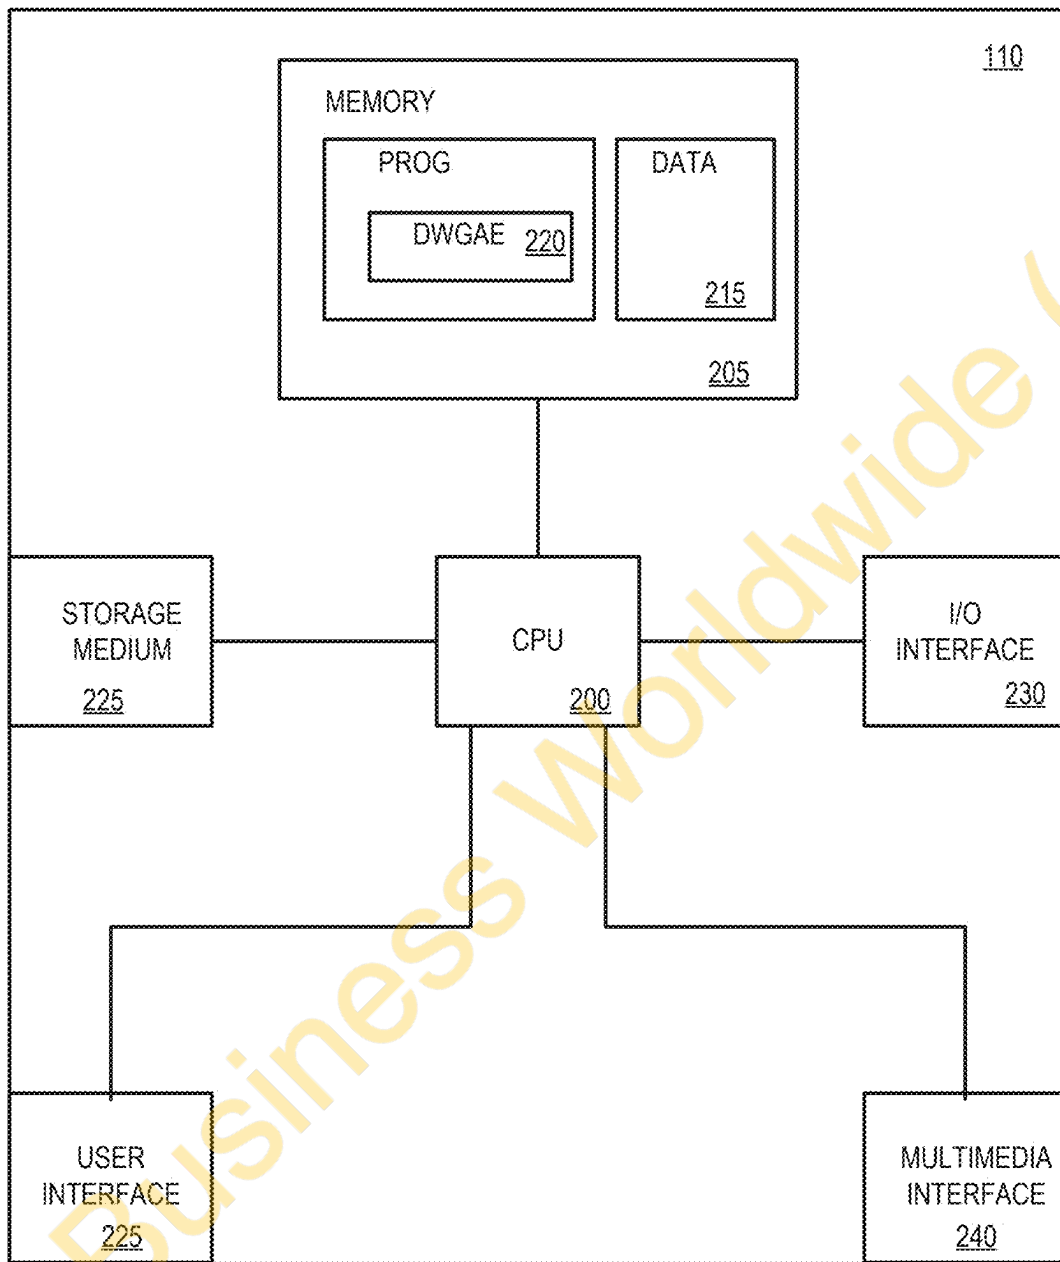 110
MEMORY
PROG
DATA
DWGAE
220
215
205
STORAGE
MEDIUM
225
CPU
200
I/O
INTERFACE
230
USER
INTERFACE
225
MULTIMEDIA
INTERFACE
240
Business Worldwide (